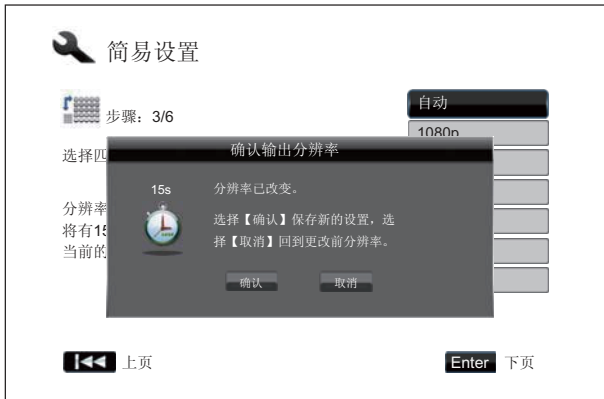 简易设置
步骤：3/6
自动
1080p
选择匹
分辨率
将有15
当前的
确认输出分辨率
15s
分辨率已改变。
选择【确认】保存新的设置，选
择【取消】回到更改前分辨率。
确认
取消
上页
Enter 下页